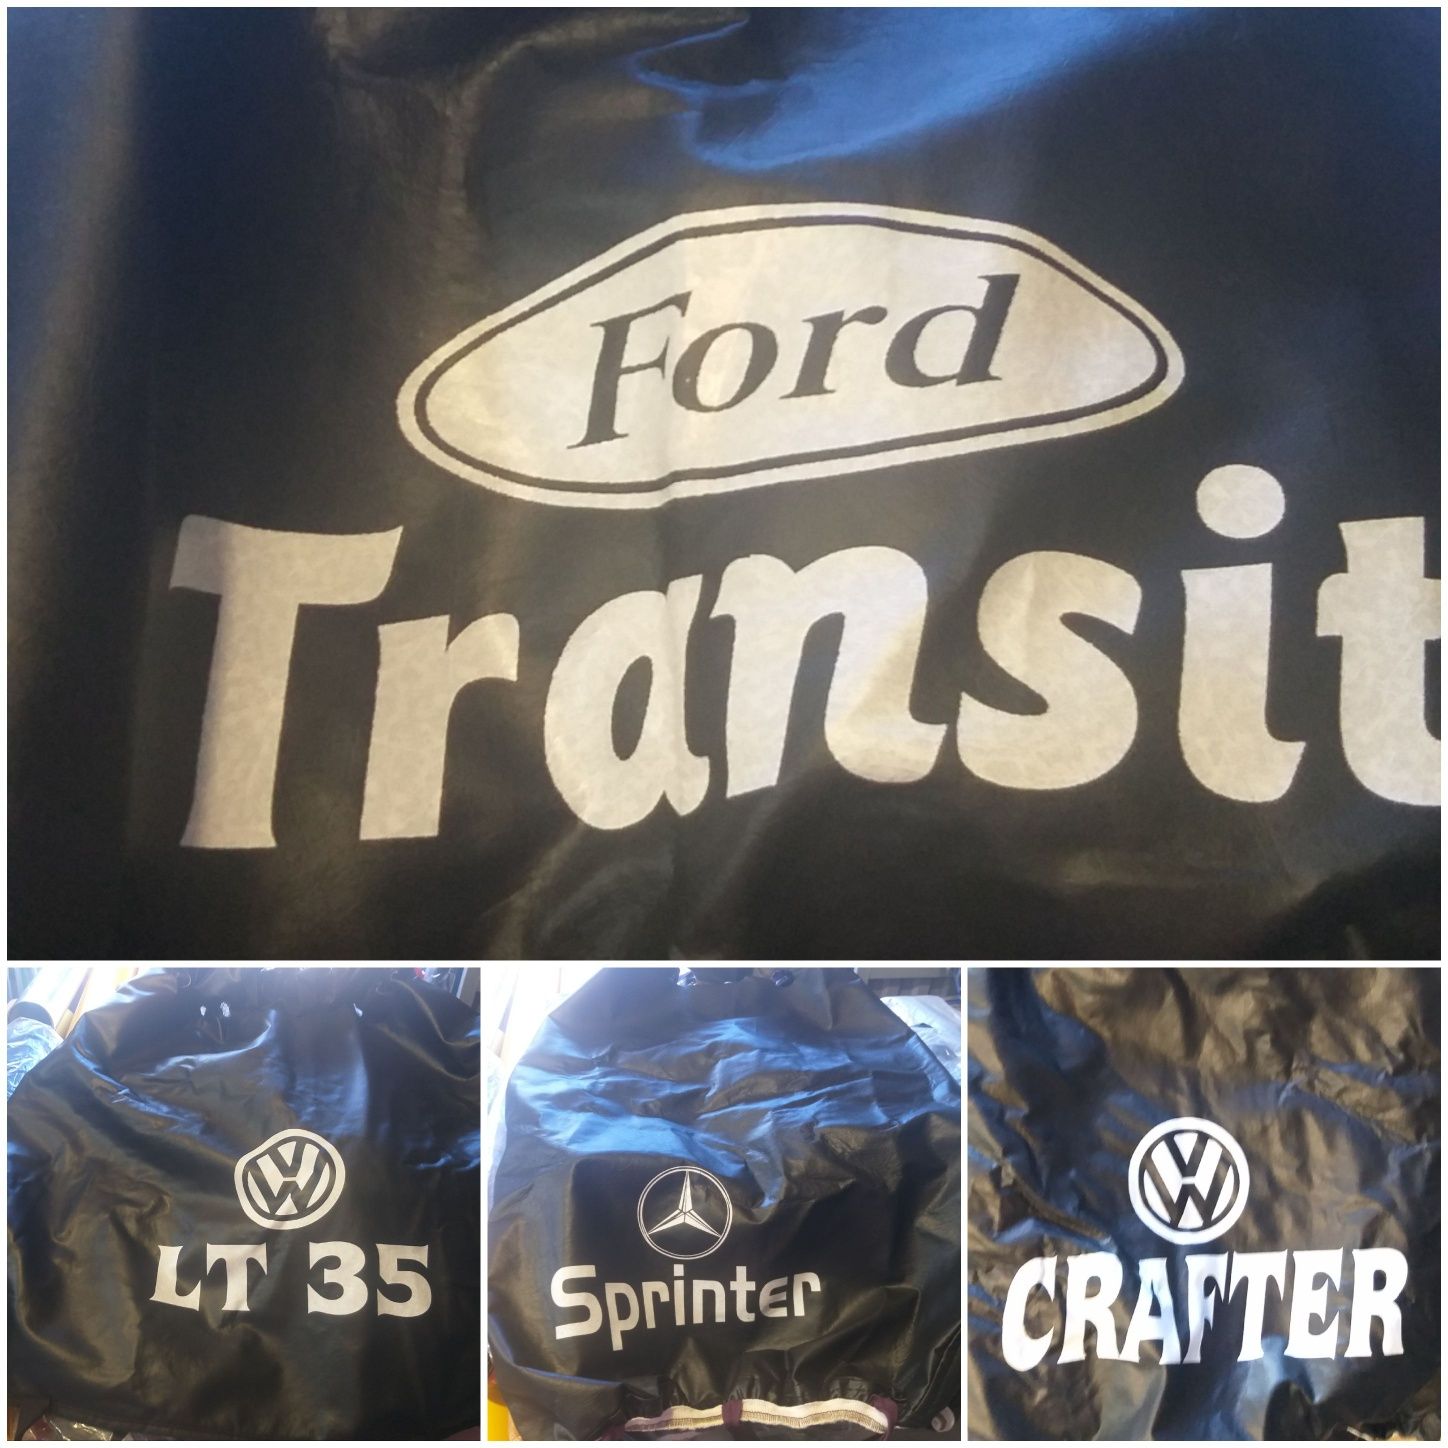 Ford
Transit
LT 35
Sprinter
CRAFTER